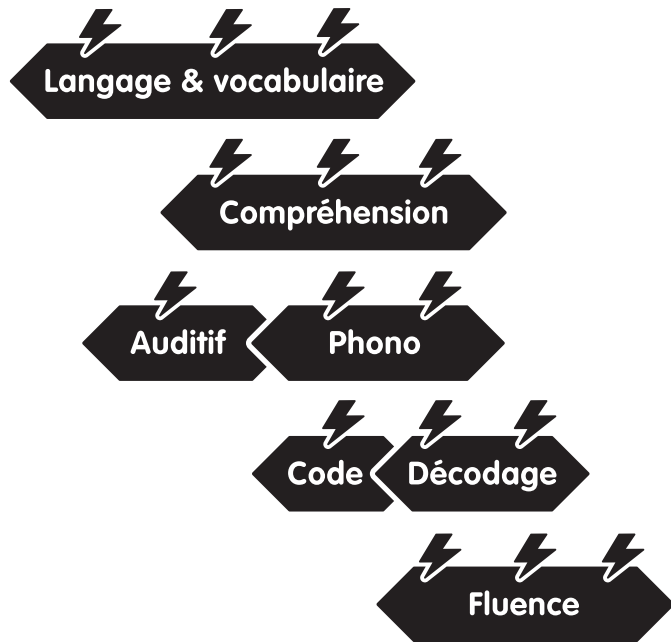 Langage & vocabulaire
Compréhension
Auditif
Phono
Code
Décodage
Fluence